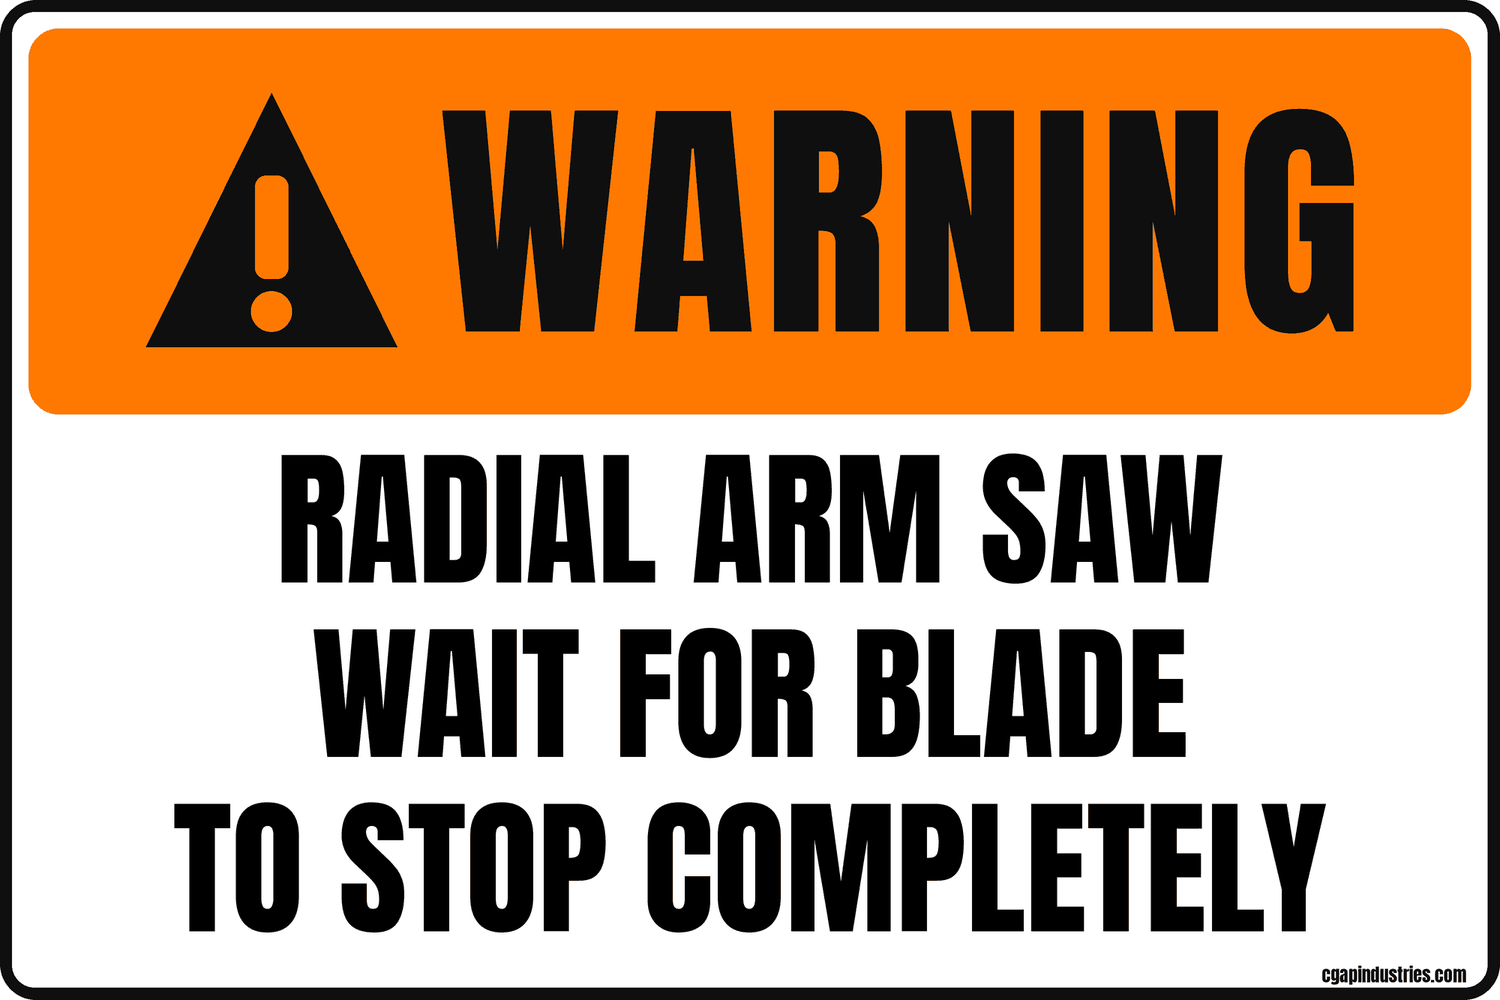 WARNING
RADIAL ARM SAW
WAIT FOR BLADE
TO STOP COMPLETELY
cgapindustries.com